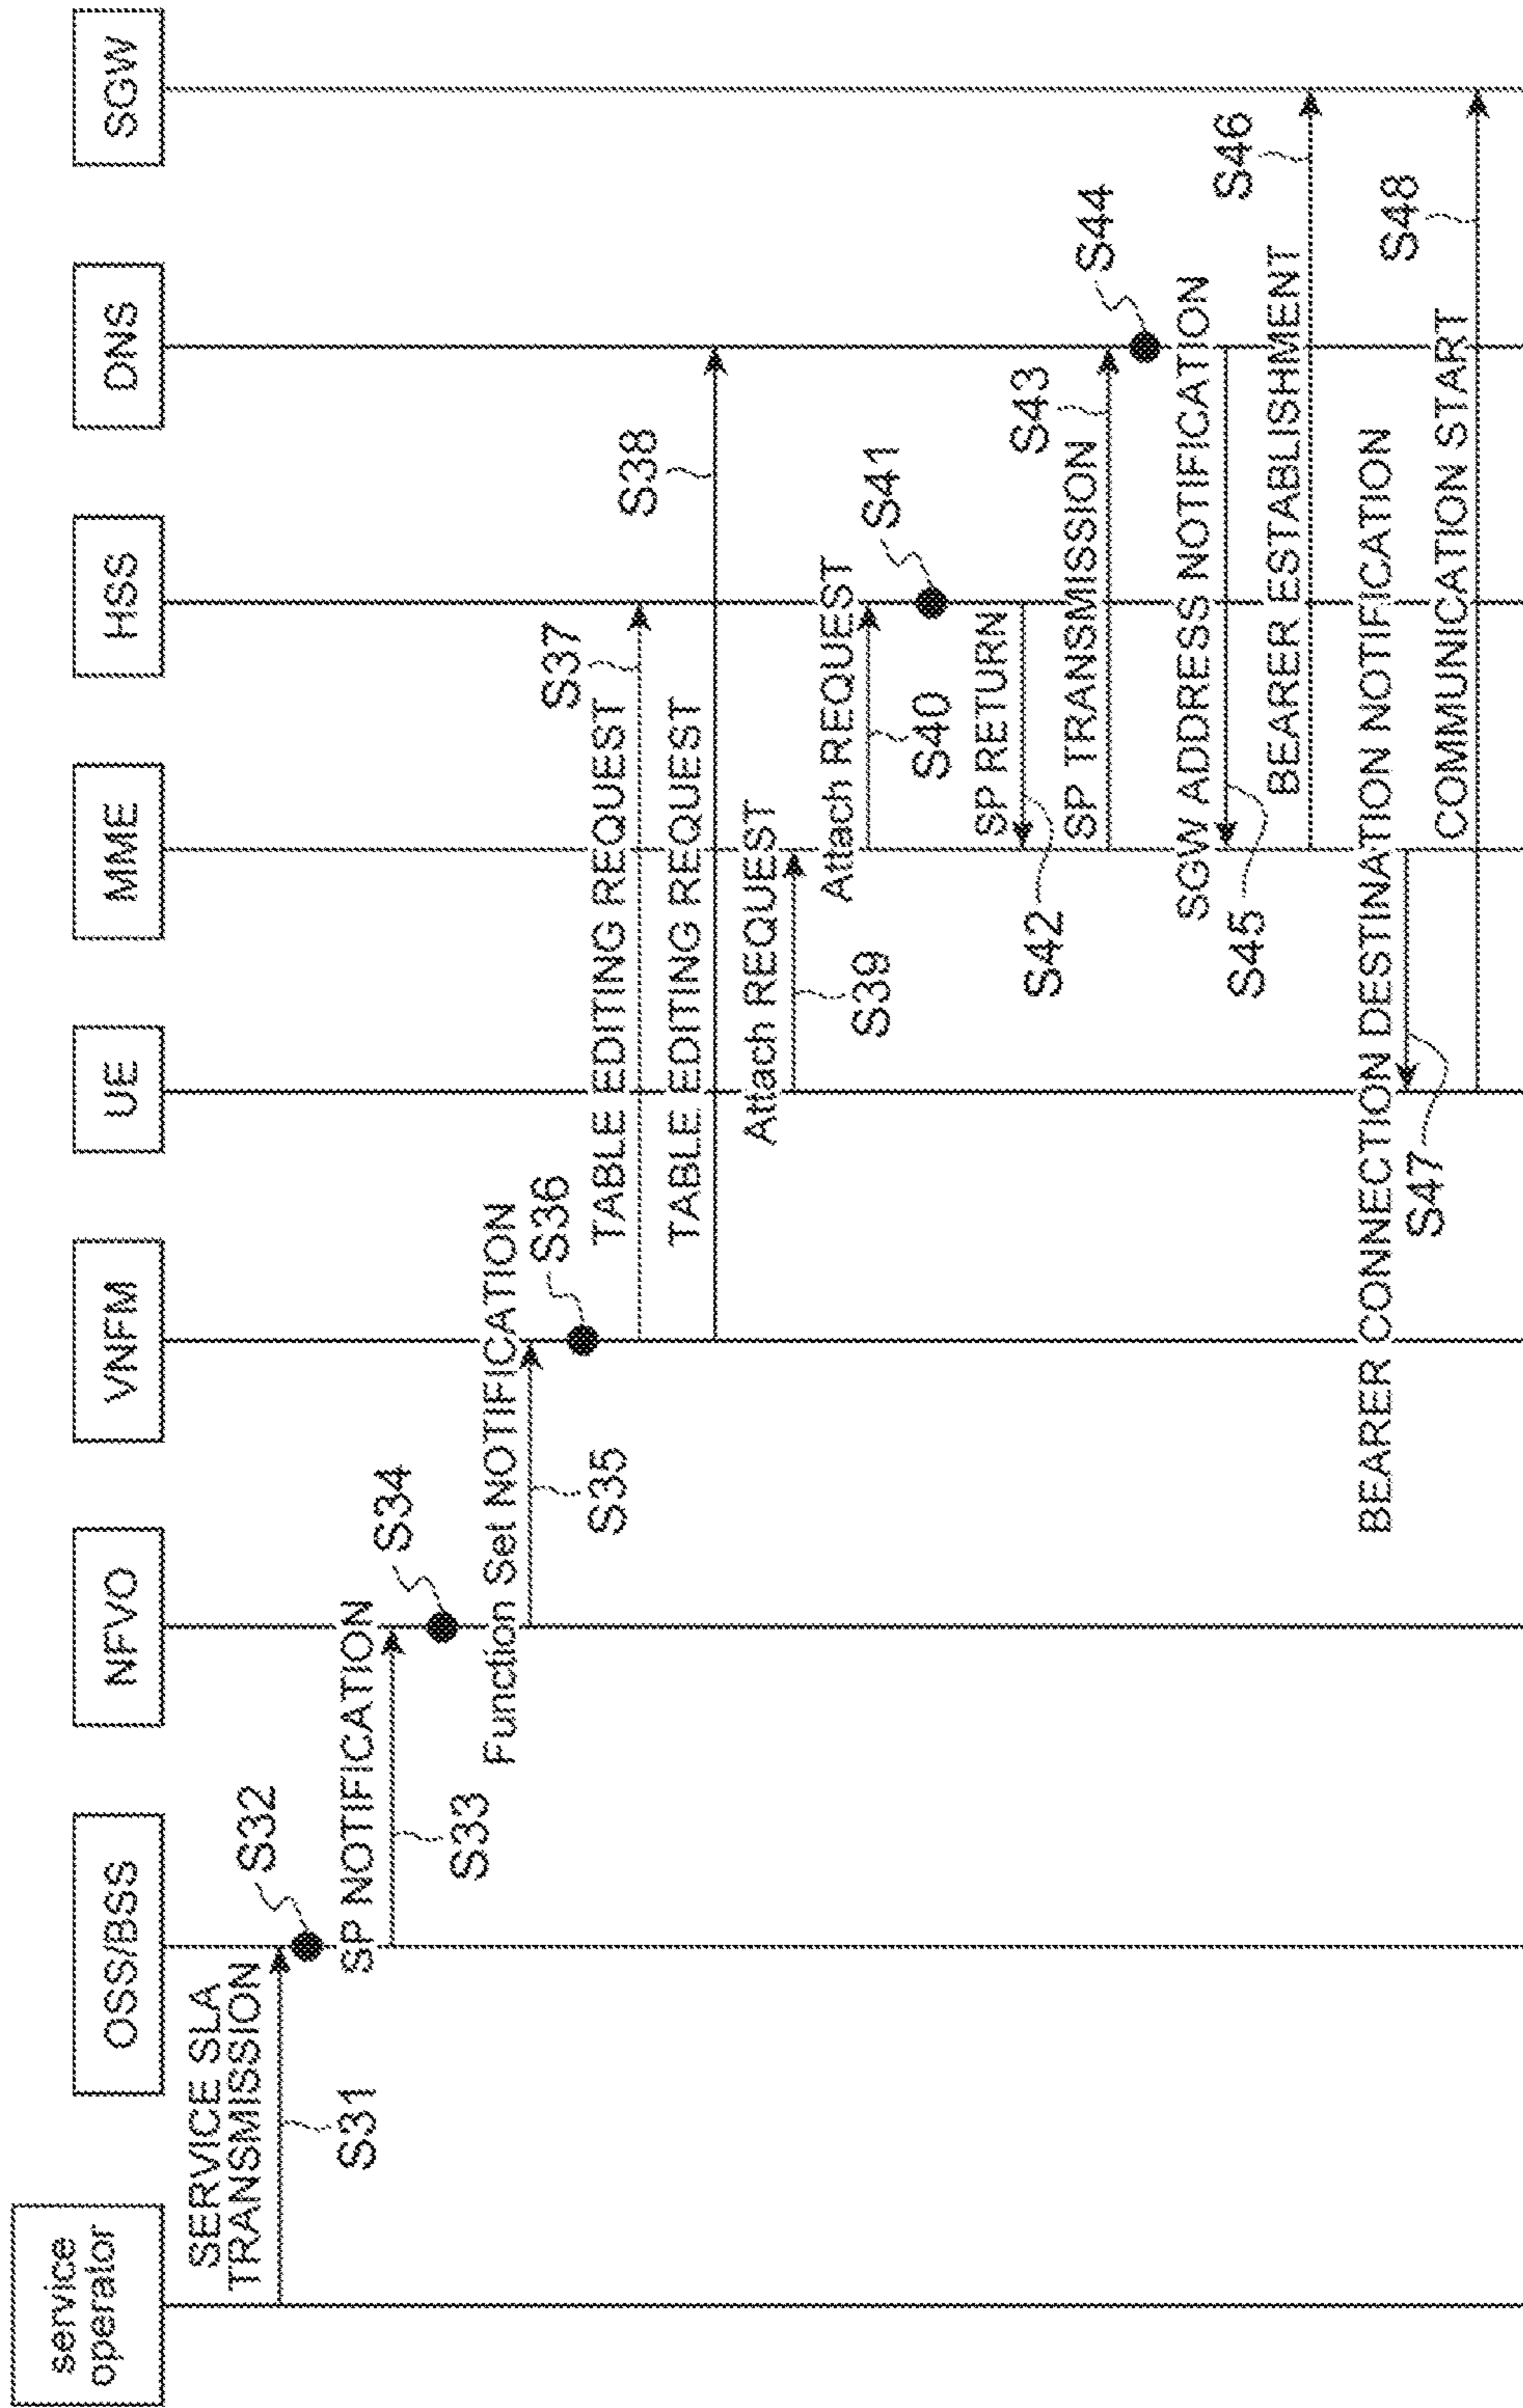 service
operator
OSS/BSS
NFVO
VNFM
UE
MME
HSS
DNS
SGW
SERVICE SLA
TRANSMISSION
S31
S32
SP NOTIFICATION
S33
S34
Function Set NOTIFICATION
S35
S36
TABLE EDITING REQUEST
S37
TABLE EDITING REQUEST
S38
Attach REQUEST
S39
Attach REQUEST
S40
S41
SP RETURN
S42
SP TRANSMISSION
S43
S44
SGW ADDRESS NOTIFICATION
S45
BEARER ESTABLISHMENT
S46
BEARER CONNECTION DESTINATION NOTIFICATION
S47
COMMUNICATION START
S48